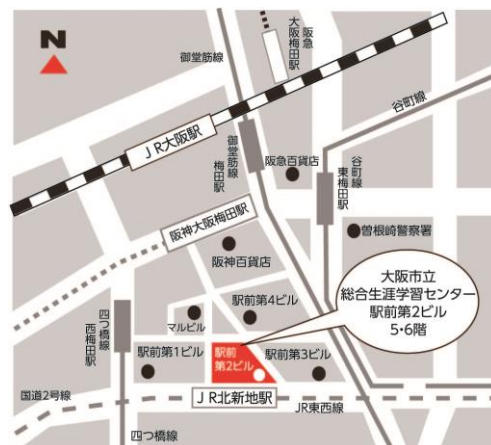 N
御堂筋線
阪急
大阪梅田駅
谷町線
JR大阪駅
御堂筋線
梅田駅
阪急百貨店
谷町線
東梅田駅
阪神大阪梅田駅
曽根崎警察署
阪神百貨店
大阪市立
総合生涯学習センター
駅前第2ビル
5・6階
四つ橋線
西梅田駅
マルビル
駅前第4ビル
駅前第1ビル
駅前
第2ビル
駅前第3ビル
国道2号線
JR北新地駅
JR東西線
四つ橋線